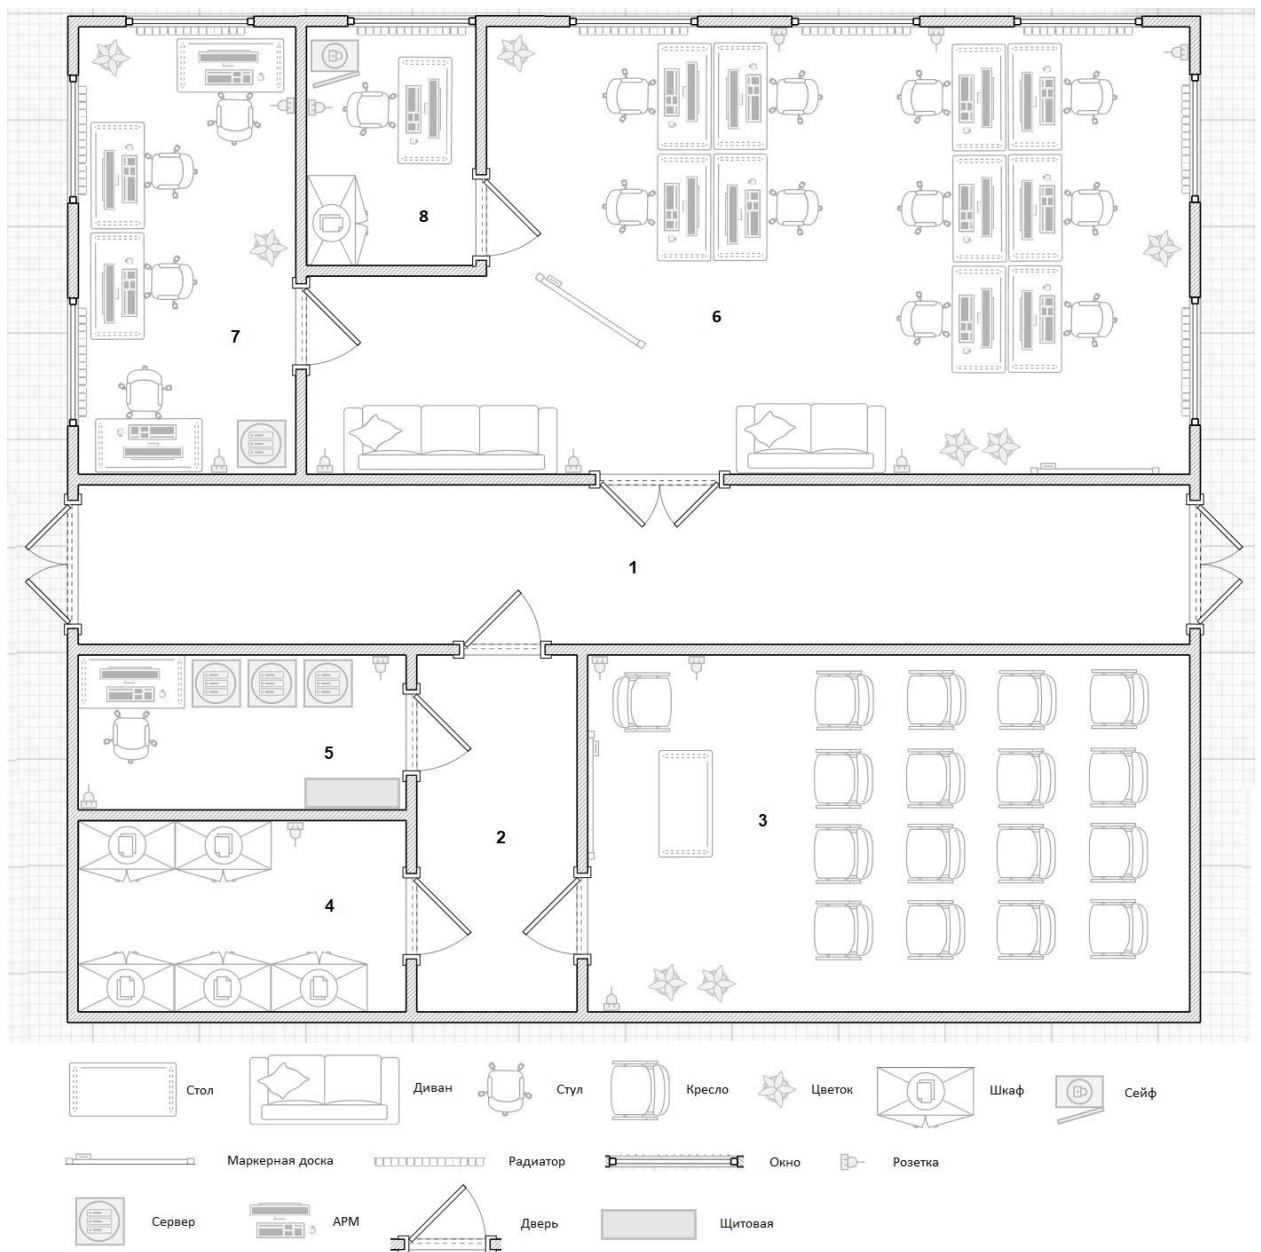 8
7
6
1
5
2
3
4
Стол
Диван
Стул
Кресло
Цветок
Шкаф
Сейф
Маркерная доска
Радиатор
Окно
Розетка
Сервер
АРМ
Дверь
Щитовая